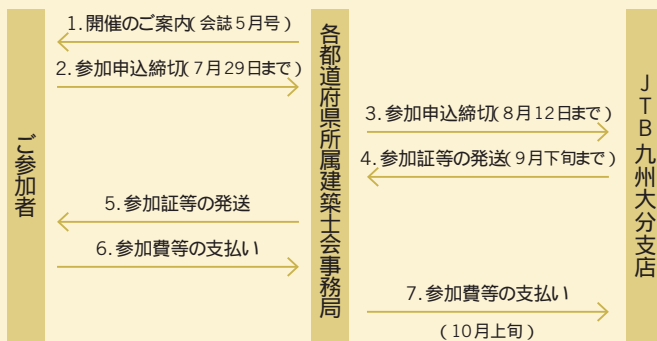 1.開催のご案内(会誌5月号)
2.参加申込締切(7月29日まで)
3.参加申込締切(8月12日まで)
4.参加証等の発送(9月下旬まで)
5.参加証等の発送
6.参加費等の支払い
7.参加費等の支払い
(10月上旬)
ご参加者
各都道府県所属建築士会事務局
JTB九州大分支店